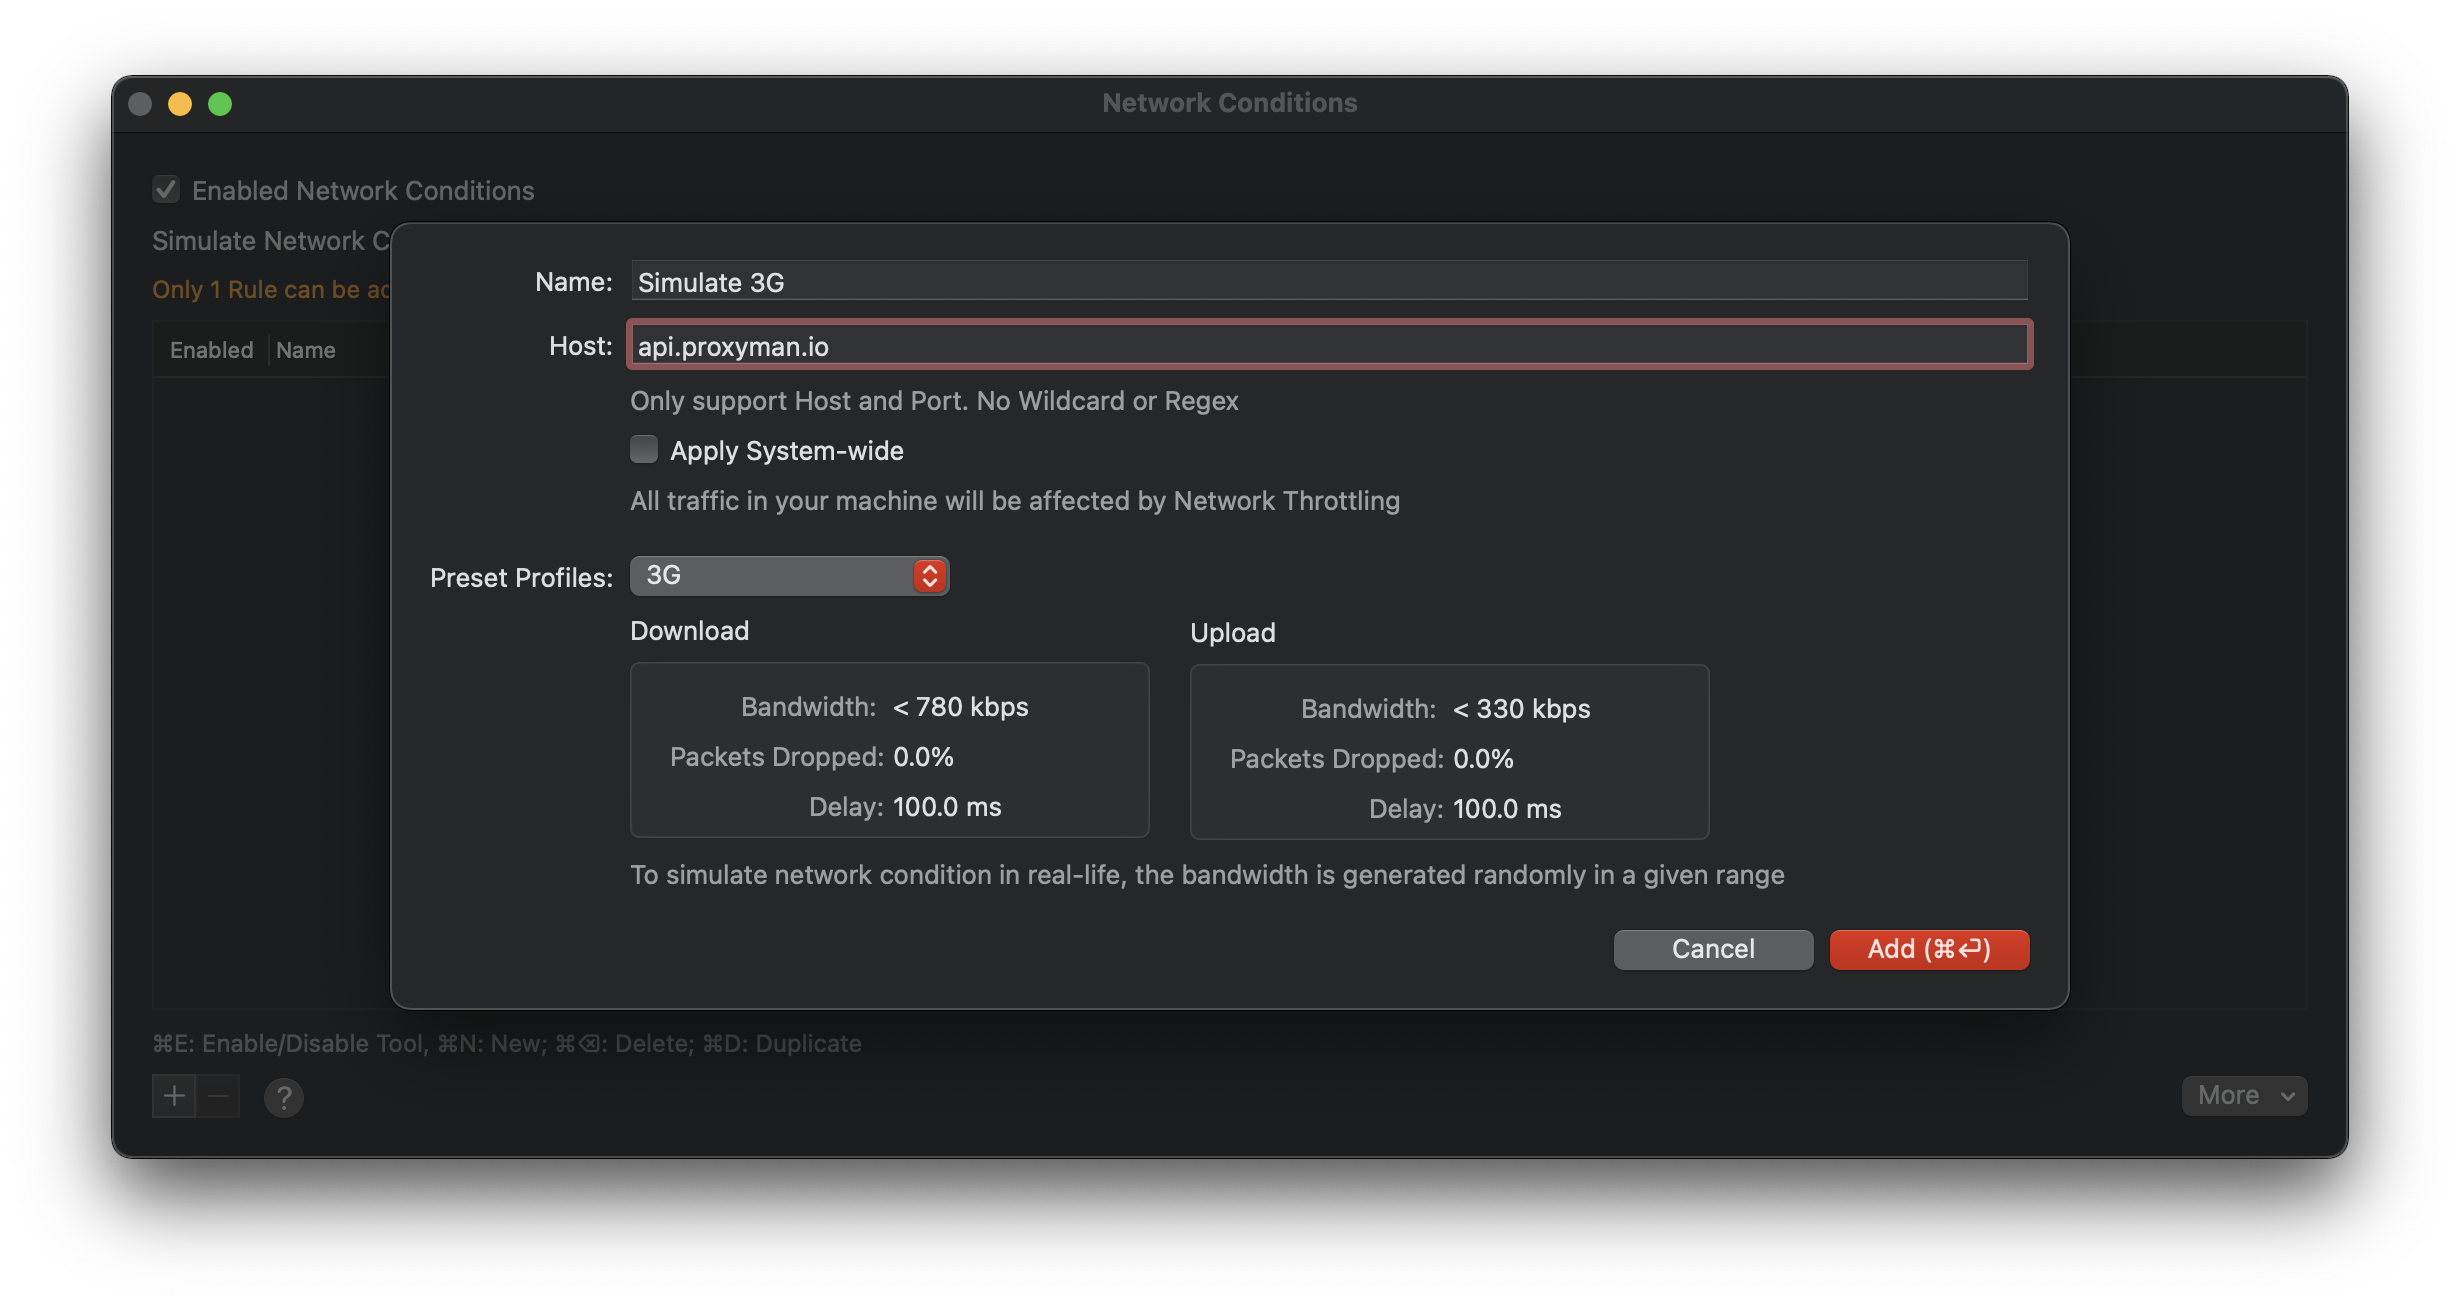 Network Conditions
Enabled Network Conditions
Simulate Network C
Only 1 Rule can be ac
Enabled Name
Name: Simulate 3G
Host: api.proxyman.io
Only support Host and Port. No Wildcard or Regex
Apply System-wide
All traffic in your machine will be affected by Network Throttling
Preset Profiles: 3G
Download
Bandwidth: < 780 kbps
Packets Dropped: 0.0%
Delay: 100.0 ms
Upload
Bandwidth: < 330 kbps
Packets Dropped: 0.0%
Delay: 100.0 ms
To simulate network condition in real-life, the bandwidth is generated randomly in a given range
Cancel Add (⌘⏎)
⌘E: Enable/Disable Tool, ⌘N: New; ⌘⌫: Delete; ⌘D: Duplicate
+ − ?
More